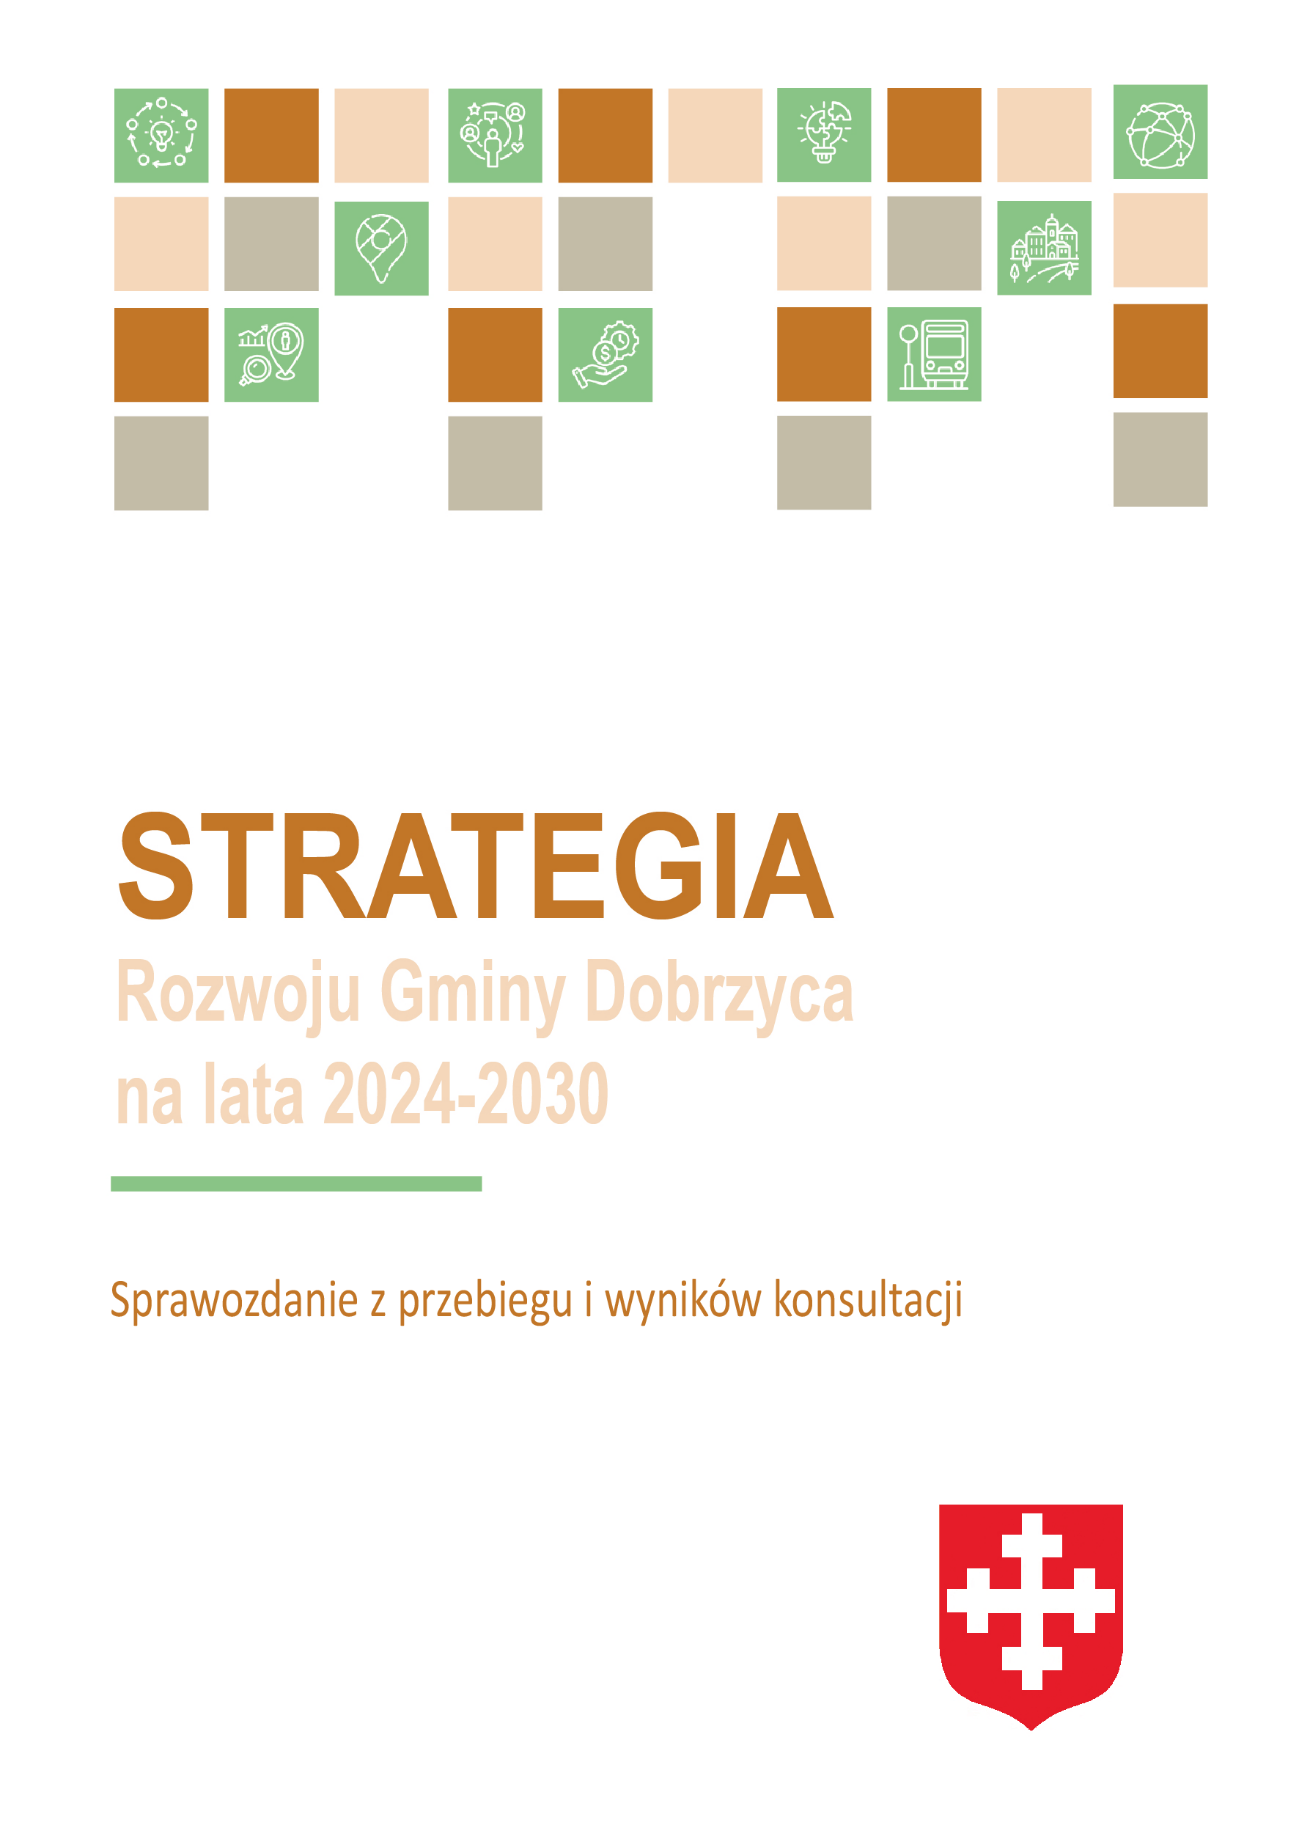 STRATEGIA
Rozwoju Gminy Dobrzyca
na lata 2024-2030
Sprawozdanie z przebiegu i wyników konsultacji